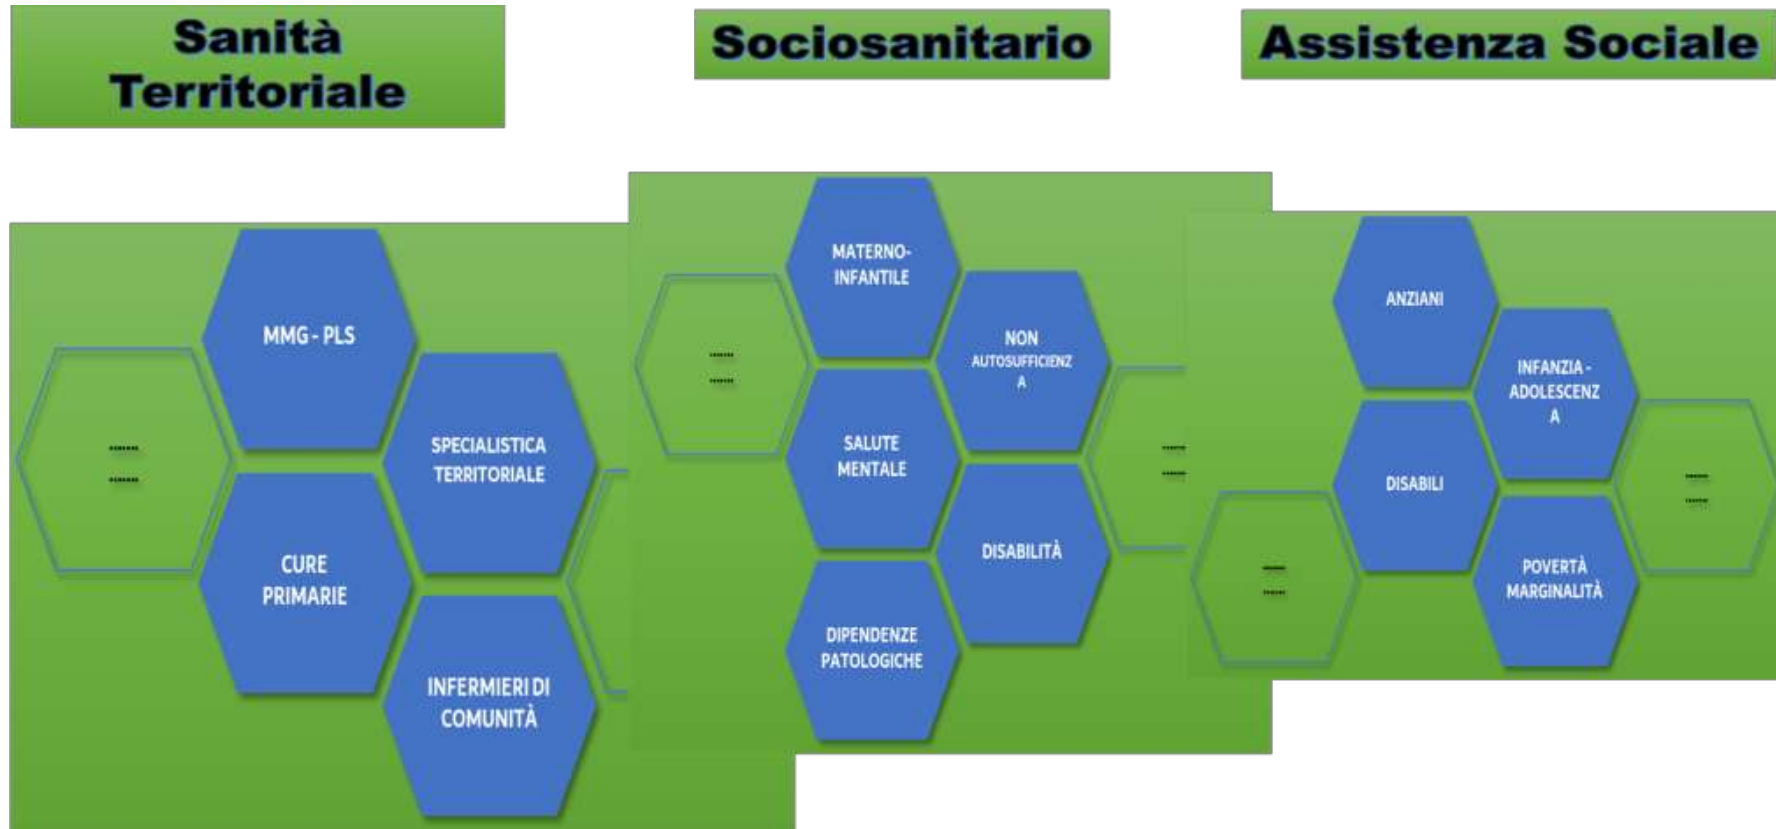 Sanità
Territoriale
Sociosanitario
Assistenza Sociale
MMG - PLS
SPECIALISTICA
TERRITORIALE
CURE
PRIMARIE
INFERMIERI DI
COMUNITÀ
.......
.......
MATERNO-
INFANTILE
NON
AUTOSUFFICIENZ
A
SALUTE
MENTALE
DISABILITÀ
DIPENDENZE
PATOLOGICHE
......
......
......
......
ANZIANI
INFANZIA -
ADOLESCENZ
A
DISABILI
POVERTÀ
MARGINALITÀ
......
......
......
......